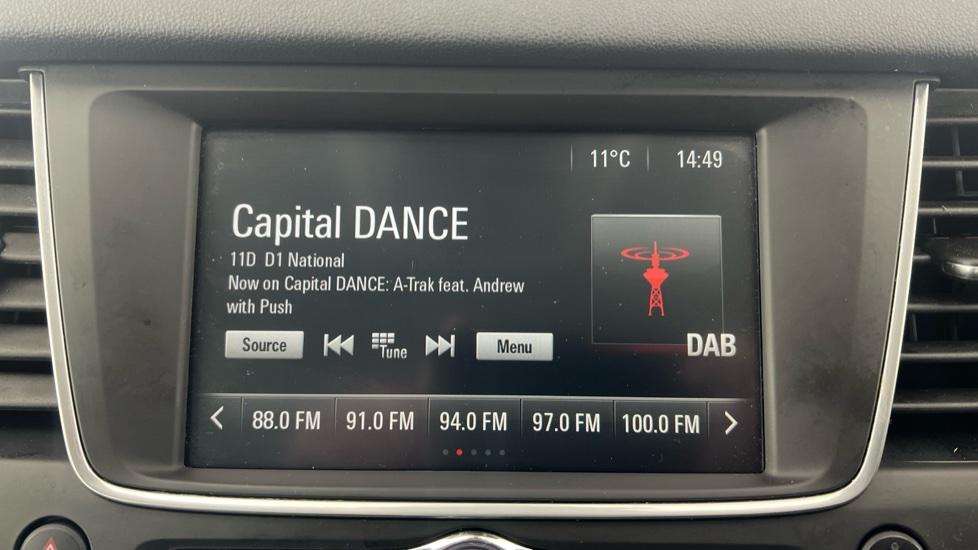 11°C 14:49
Capital DANCE
11D D1 National
Now on Capital DANCE: A-Trak feat. Andrew
with Push
Source Tune Menu
DAB
88.0 FM 91.0 FM 94.0 FM 97.0 FM 100.0 FM